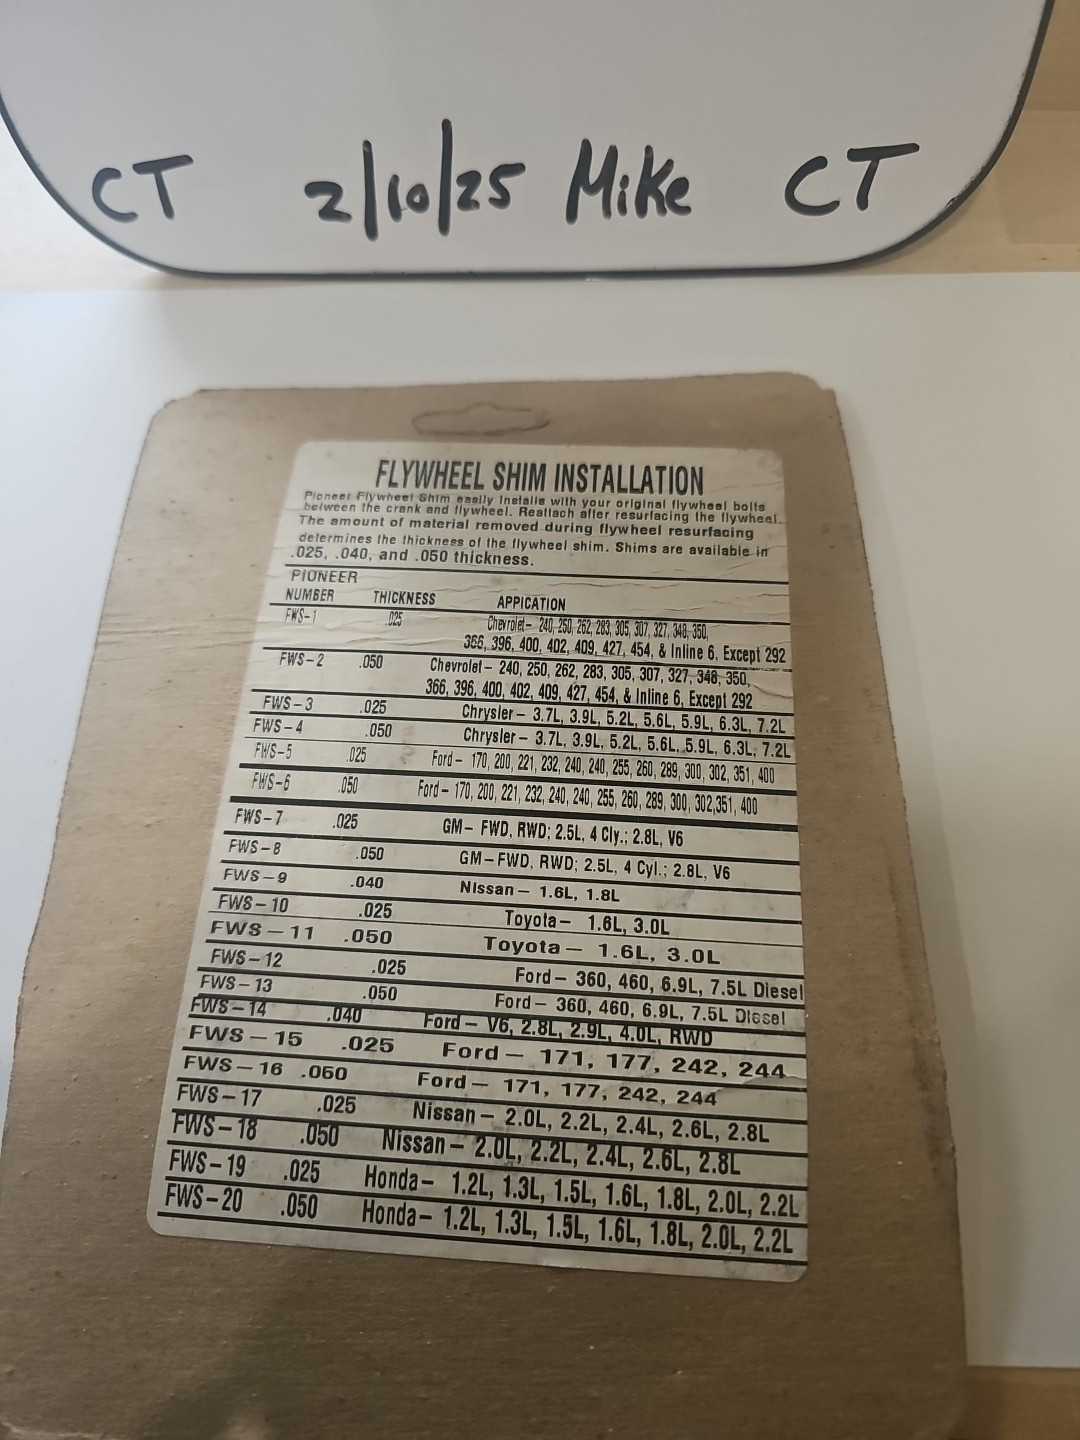 CT 2/10/25 Mike CT
FLYWHEEL SHIM INSTALLATION
Pioneer Flywheel Shim easily installs with your original flywheel bolts
between the crank and flywheel. Reattach after resurfacing the flywheel.
The amount of material removed during flywheel resurfacing
determines the thickness of the flywheel shim. Shims are available in
.025, .040, and .050 thickness.
PIONEER
NUMBER THICKNESS APPICATION
FWS-1 .025 Chevrolet- 240, 250, 262, 283, 305, 307, 327, 348, 350,
366, 396, 400, 402, 409, 427, 454, & Inline 6, Except 292
FWS-2 .050 Chevrolet- 240, 250, 262, 283, 305, 307, 327, 348, 350,
366, 396, 400, 402, 409, 427, 454, & Inline 6, Except 292
FWS-3 .025 Chrysler- 3.7L, 3.9L, 5.2L, 5.6L, 5.9L, 6.3L, 7.2L
FWS-4 .050 Chrysler- 3.7L, 3.9L, 5.2L, 5.6L, 5.9L, 6.3L, 7.2L
FWS-5 .025 Ford- 170, 200, 221, 232, 240, 240, 255, 260, 289, 300, 302, 351, 400
FWS-6 .050 Ford- 170, 200, 221, 232, 240, 240, 255, 260, 289, 300, 302,351, 400
FWS-7 .025 GM- FWD, RWD; 2.5L, 4 Cly.; 2.8L, V6
FWS-8 .050 GM-FWD, RWD; 2.5L, 4 Cyl.; 2.8L, V6
FWS-9 .040 Nissan- 1.6L, 1.8L
FWS-10 .025 Toyota- 1.6L, 3.0L
FWS-11 .050 Toyota- 1.6L, 3.0L
FWS-12 .025 Ford- 360, 460, 6.9L, 7.5L Diesel
FWS-13 .050 Ford- 360, 460, 6.9L, 7.5L Diesel
FWS-14 .040 Ford- V6, 2.8L, 2.9L, 4.0L, RWD
FWS-15 .025 Ford- 171, 177, 242, 244
FWS-16 .050 Ford- 171, 177, 242, 244
FWS-17 .025 Nissan- 2.0L, 2.2L, 2.4L, 2.6L, 2.8L
FWS-18 .050 Nissan- 2.0L, 2.2L, 2.4L, 2.6L, 2.8L
FWS-19 .025 Honda- 1.2L, 1.3L, 1.5L, 1.6L, 1.8L, 2.0L, 2.2L
FWS-20 .050 Honda- 1.2L, 1.3L, 1.5L, 1.6L, 1.8L, 2.0L, 2.2L